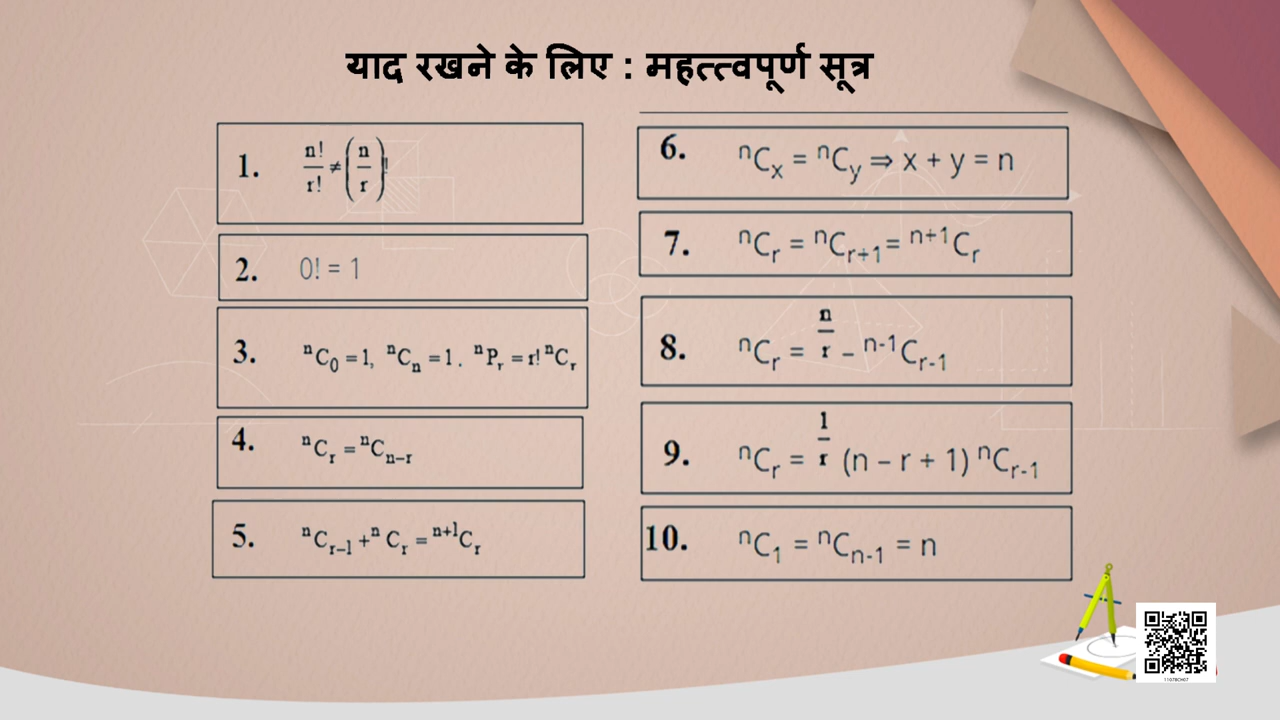 याद रखने के लिए : महत्त्वपूर्ण सूत्र
1. n!/r! ≠ (n/r)!
2. 0! = 1
3. ⁿC₀ = 1, ⁿCₙ = 1 . ⁿPᵣ = r! ⁿCᵣ
4. ⁿCᵣ = ⁿCₙ₋ᵣ
5. ⁿCᵣ₋₁ + ⁿCᵣ = ⁿ⁺¹Cᵣ
6. ⁿCₓ = ⁿC_y ⇒ x + y = n
7. ⁿCᵣ = ⁿCᵣ₊₁ = ⁿ⁺¹Cᵣ
8. ⁿCᵣ = n/r – ⁿ⁻¹Cᵣ₋₁
9. ⁿCᵣ = 1/r (n – r + 1) ⁿCᵣ₋₁
10. ⁿC₁ = ⁿCₙ₋₁ = n